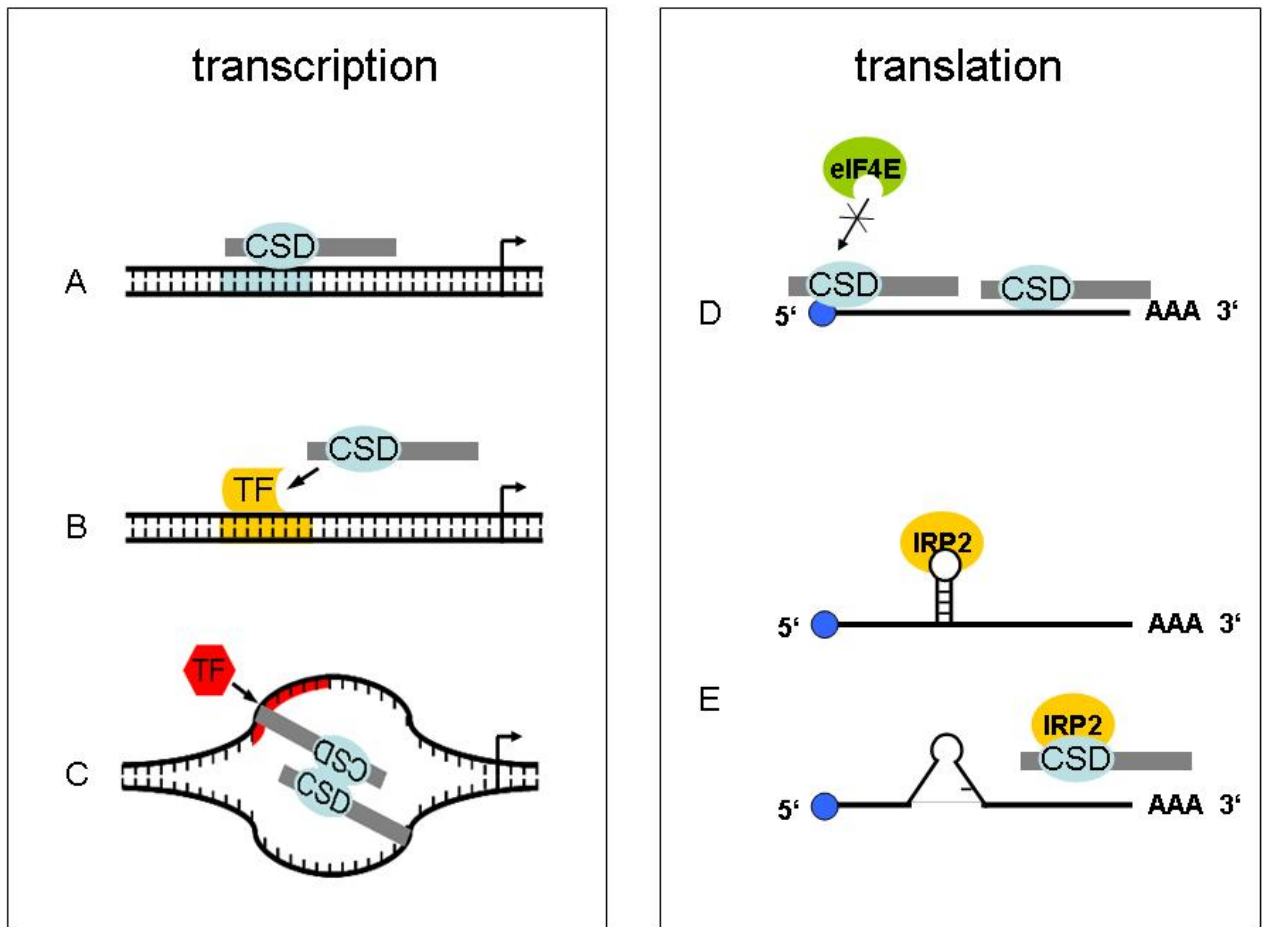 transcription
CSD
A
CSD
TF
B
TF
CSD
C
CSD
translation
eIF4E
CSD
CSD
D
5‘
AAA 3‘
IRP2
5‘
AAA 3‘
E
IRP2
CSD
5‘
AAA 3‘